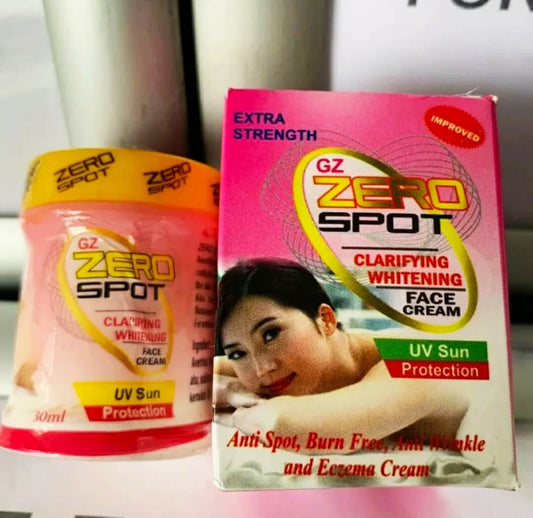 ZERO
SPOT
ZERO
SPOT
GZ
ZERO
SPOT
CLARIFYING
WHITENING
FACE
CREAM
UV Sun
Protection
30ml
EXTRA
STRENGTH
IMPROVED
GZ
ZERO
SPOT
CLARIFYING
WHITENING
FACE
CREAM
UV Sun
Protection
Anti Spot, Burn Free, Anti Wrinkle
and Eczema Cream